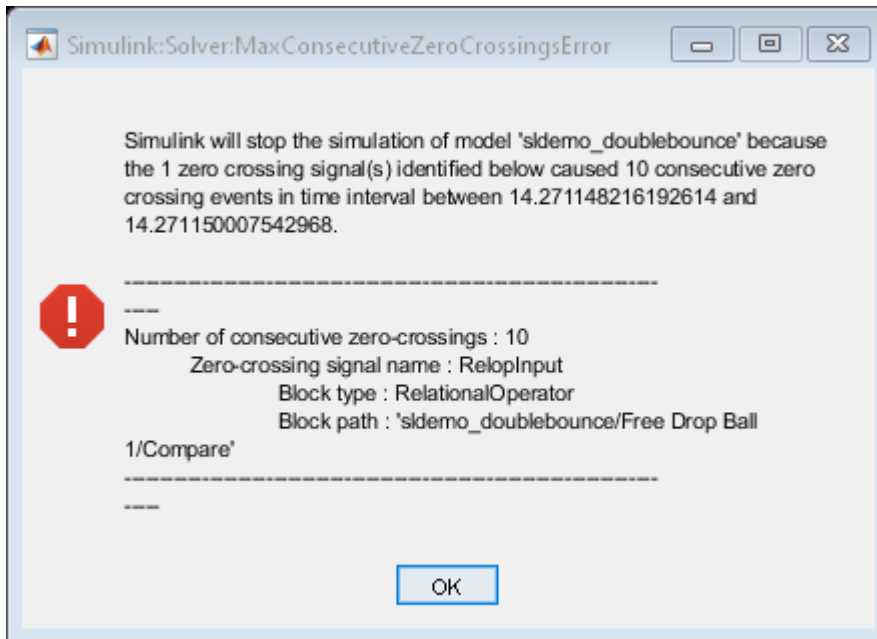 Simulink:Solver:MaxConsecutiveZeroCrossingsError
Simulink will stop the simulation of model 'sldemo_doublebounce' because
the 1 zero crossing signal(s) identified below caused 10 consecutive zero
crossing events in time interval between 14.271148216192614 and
14.271150007542968.
--------------------------------------------------------------------------------
-----
Number of consecutive zero-crossings : 10
Zero-crossing signal name : RelopInput
Block type : RelationalOperator
Block path : 'sldemo_doublebounce/Free Drop Ball
1/Compare'
--------------------------------------------------------------------------------
-----
OK